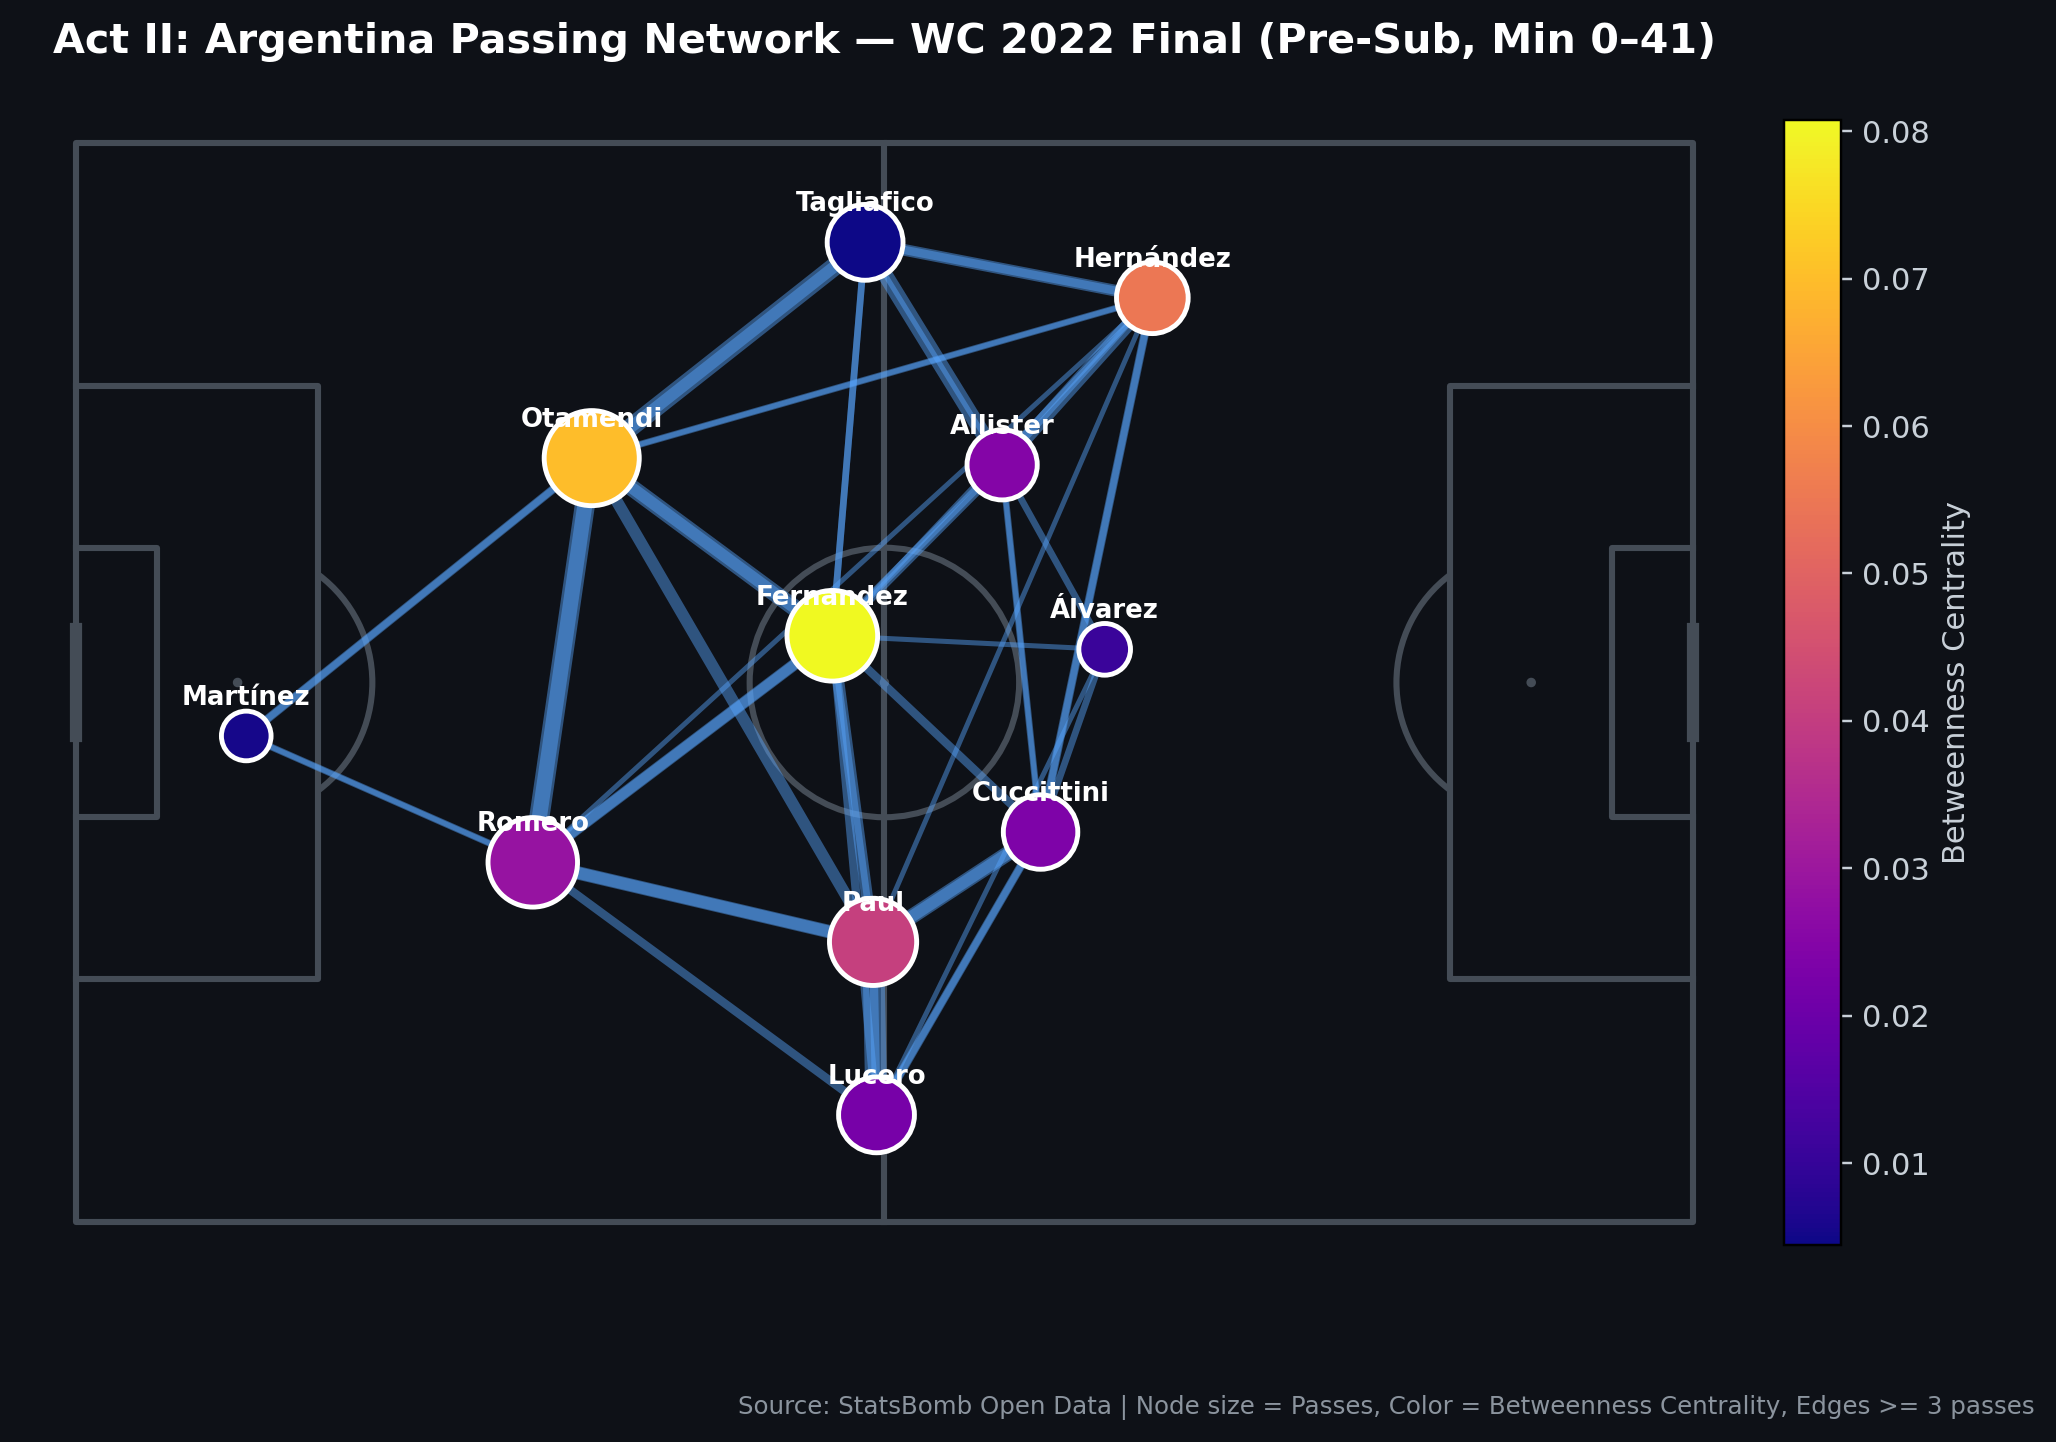 Act II: Argentina Passing Network — WC 2022 Final (Pre-Sub, Min 0–41)
Tagliafico
Hernández
Otamendi
Allister
Fernández
Álvarez
Martínez
Cuccittini
Romero
Paul
Lucero
0.08
0.07
0.06
0.05
0.04
0.03
0.02
0.01
Betweenness Centrality
Source: StatsBomb Open Data | Node size = Passes, Color = Betweenness Centrality, Edges >= 3 passes